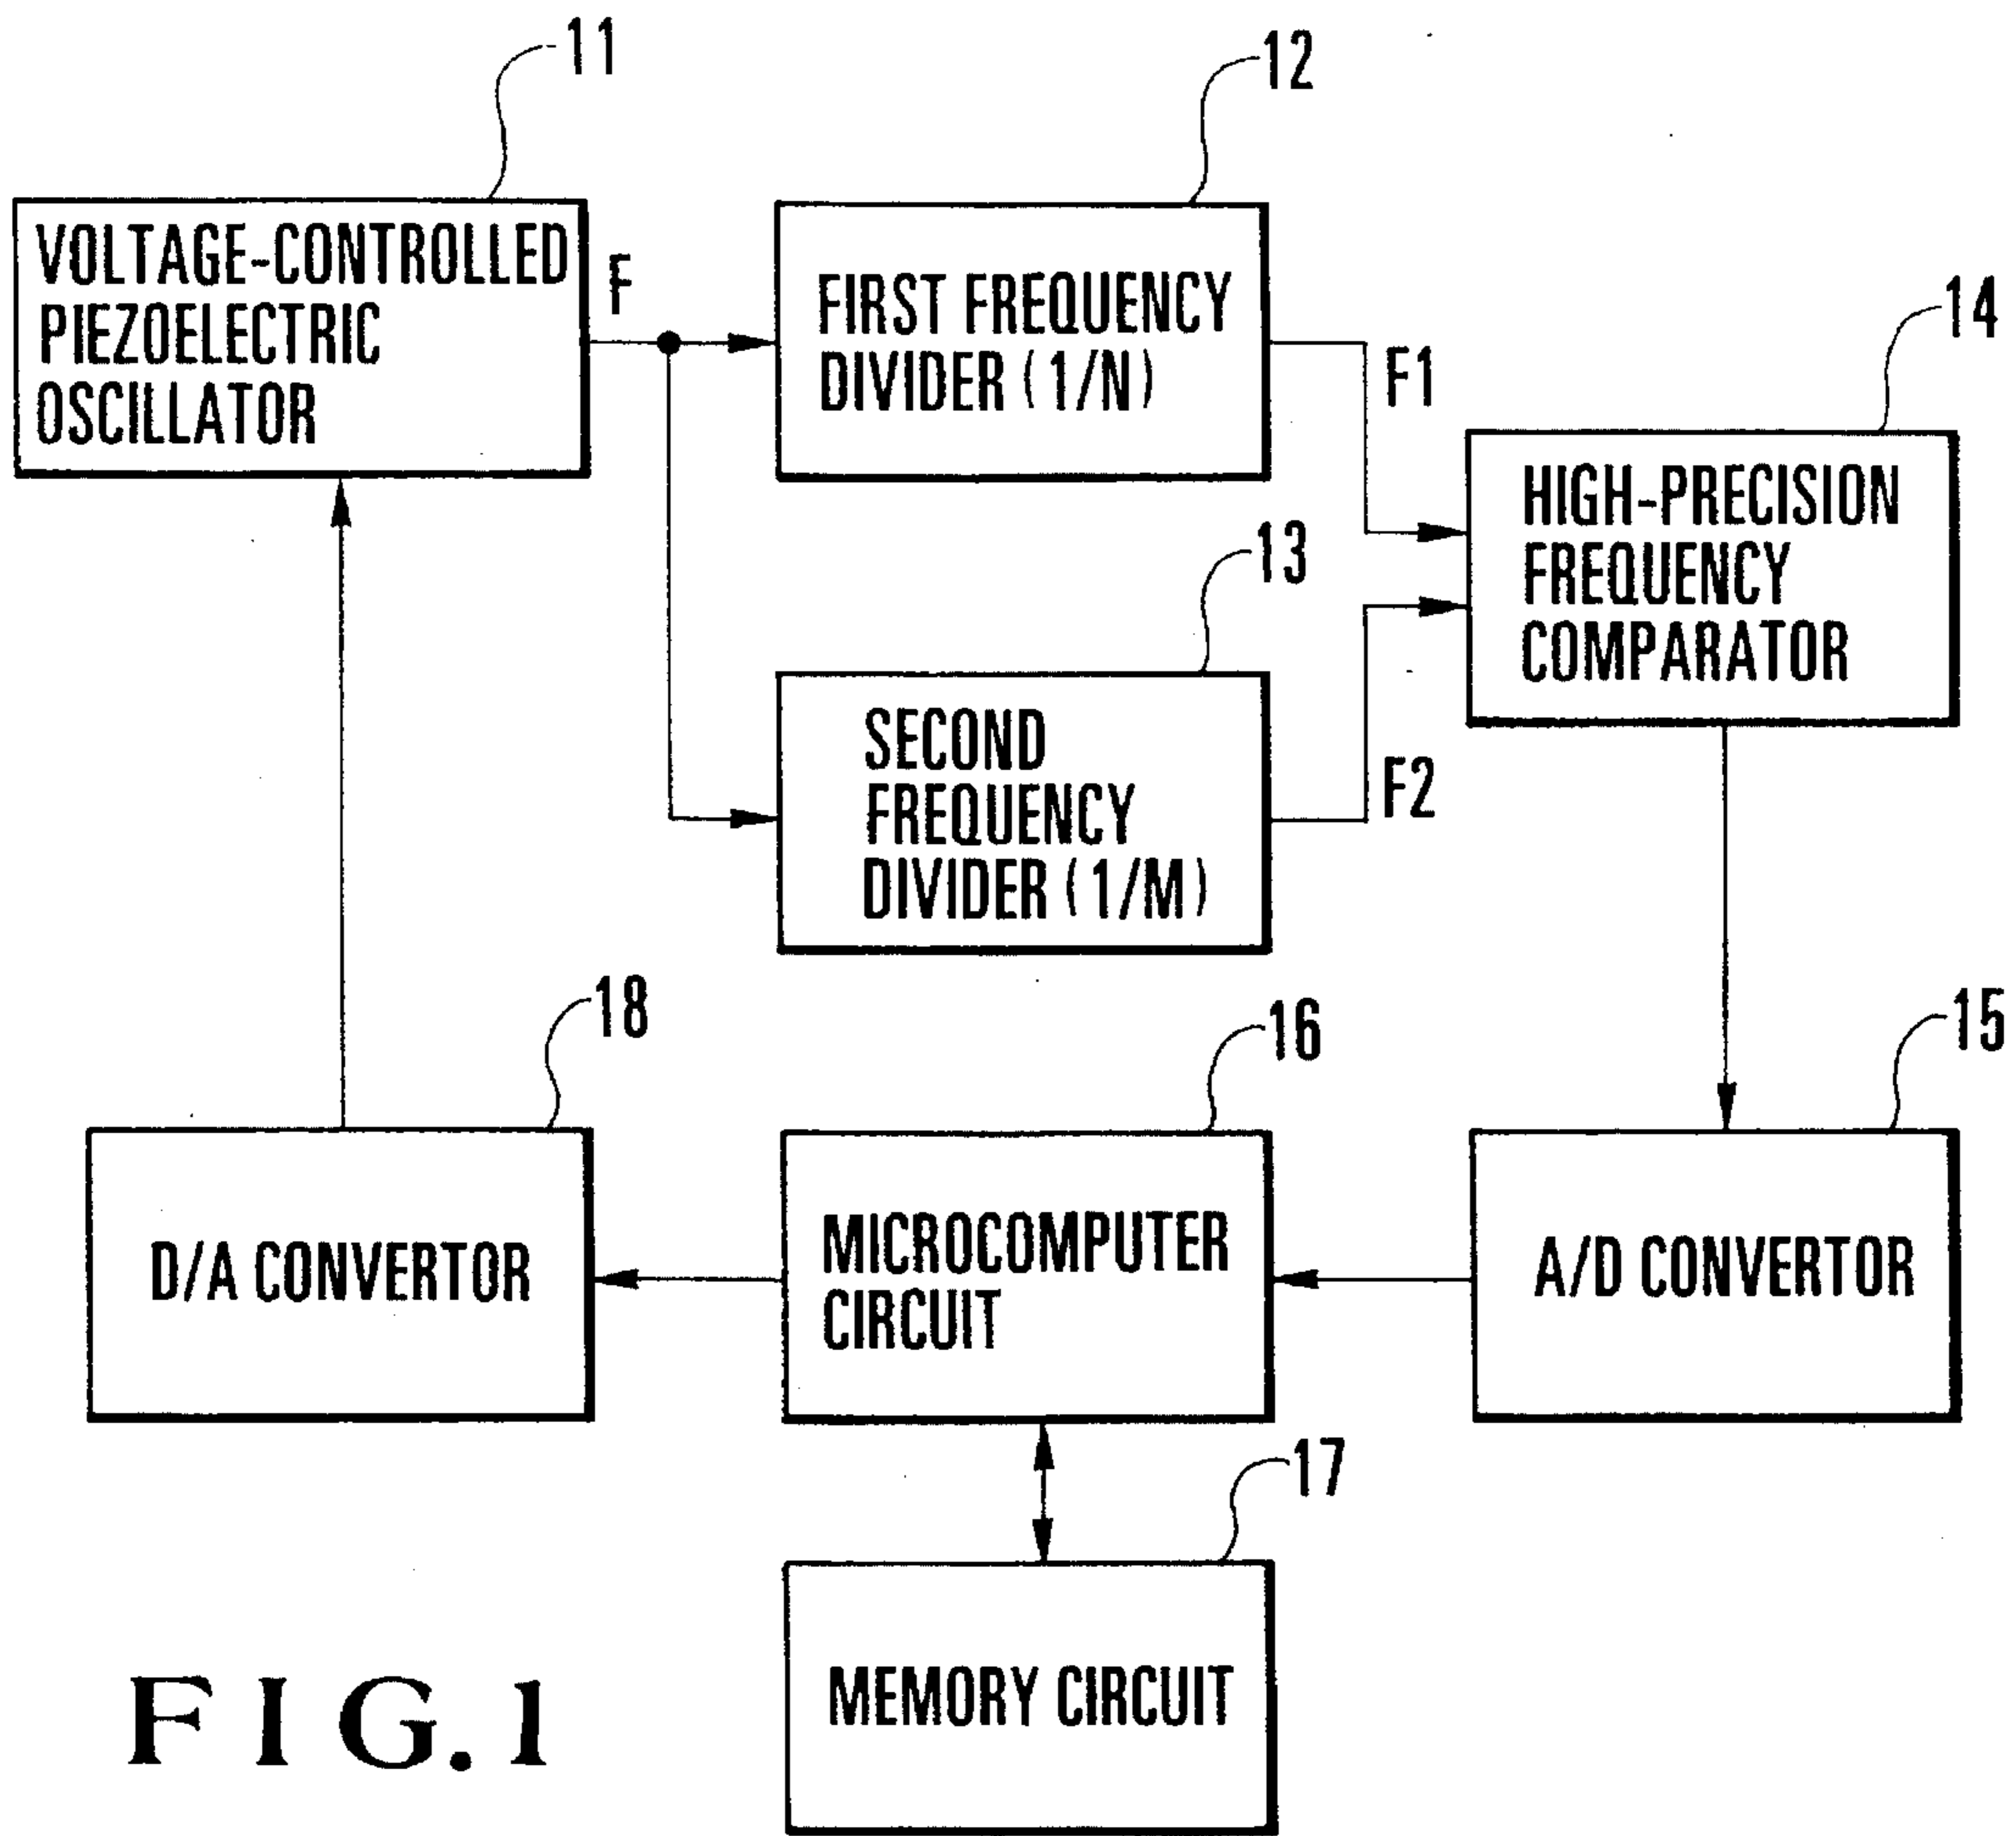 11
12
VOLTAGE-CONTROLLED
PIEZOELECTRIC
OSCILLATOR
F
FIRST FREQUENCY
DIVIDER (1/N)
F1
14
HIGH-PRECISION
FREQUENCY
COMPARATOR
13
SECOND
FREQUENCY
DIVIDER (1/M)
F2
18
16
15
D/A CONVERTOR
MICROCOMPUTER
CIRCUIT
A/D CONVERTOR
17
MEMORY CIRCUIT
FIG.1